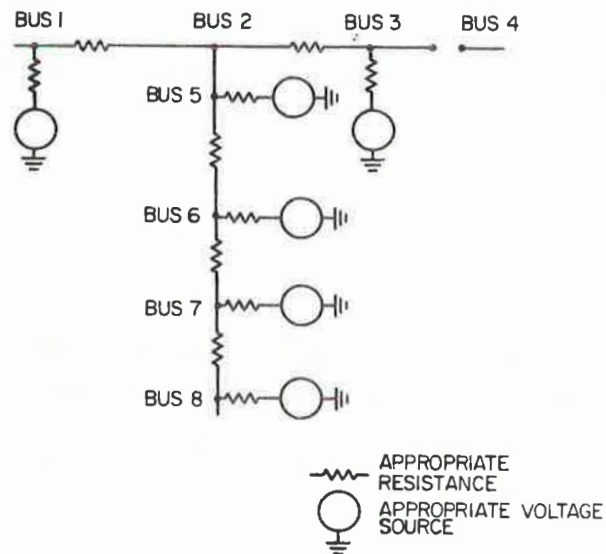 BUS 1 BUS 2 BUS 3 BUS 4
BUS 5
BUS 6
BUS 7
BUS 8
APPROPRIATE
RESISTANCE
APPROPRIATE VOLTAGE
SOURCE